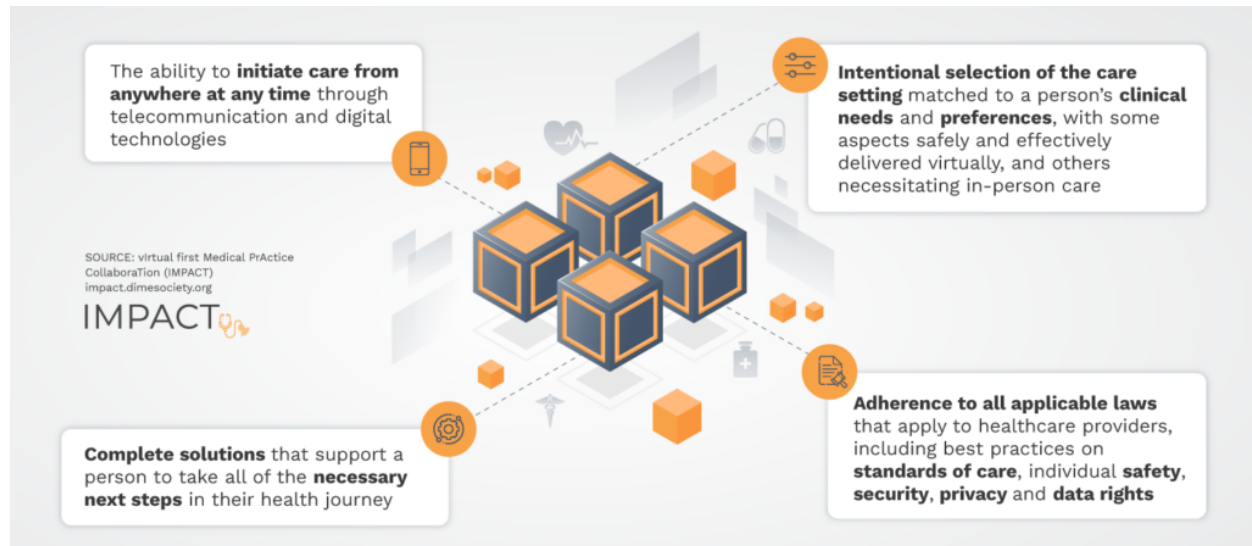 The ability to initiate care from
anywhere at any time through
telecommunication and digital
technologies
Intentional selection of the care
setting matched to a person's clinical
needs and preferences, with some
aspects safely and effectively
delivered virtually, and others
necessitating in-person care
SOURCE: virtual first Medical PrActice
CollaboraTion (IMPACT)
impact.dimesociety.org
IMPACT
Complete solutions that support a
person to take all of the necessary
next steps in their health journey
Adherence to all applicable laws
that apply to healthcare providers,
including best practices on
standards of care, individual safety,
security, privacy and data rights